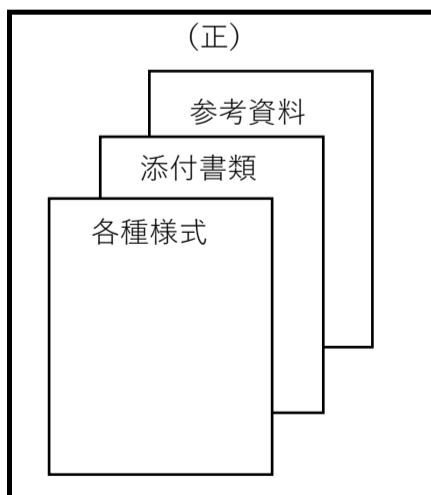 （正）
参考資料
添付書類
各種様式